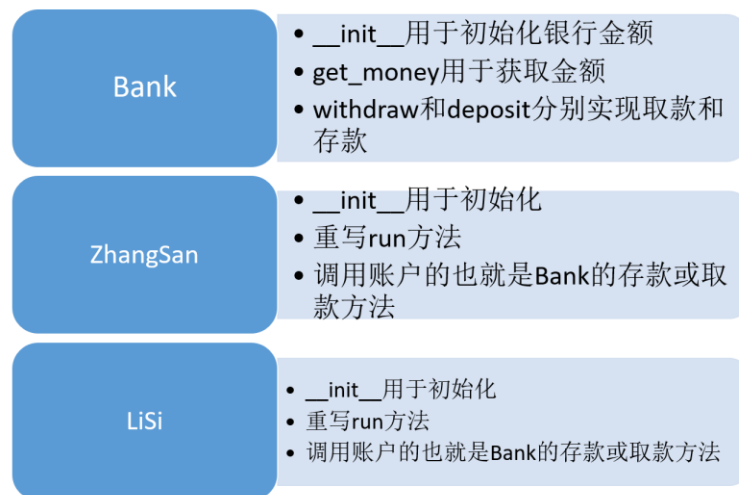 Bank
• __init__用于初始化银行金额
• get_money用于获取金额
• withdraw和deposit分别实现取款和
存款
ZhangSan
• __init__用于初始化
• 重写run方法
• 调用账户的也就是Bank的存款或取
款方法
LiSi
• __init__用于初始化
• 重写run方法
• 调用账户的也就是Bank的存款或取款方法